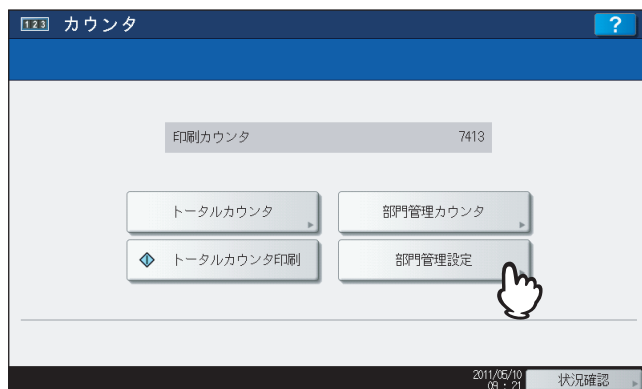 123 カウンタ ?
印刷カウンタ 7413
トータルカウンタ 部門管理カウンタ
トータルカウンタ印刷 部門管理設定
2011/05/10
09 : 21 状況確認